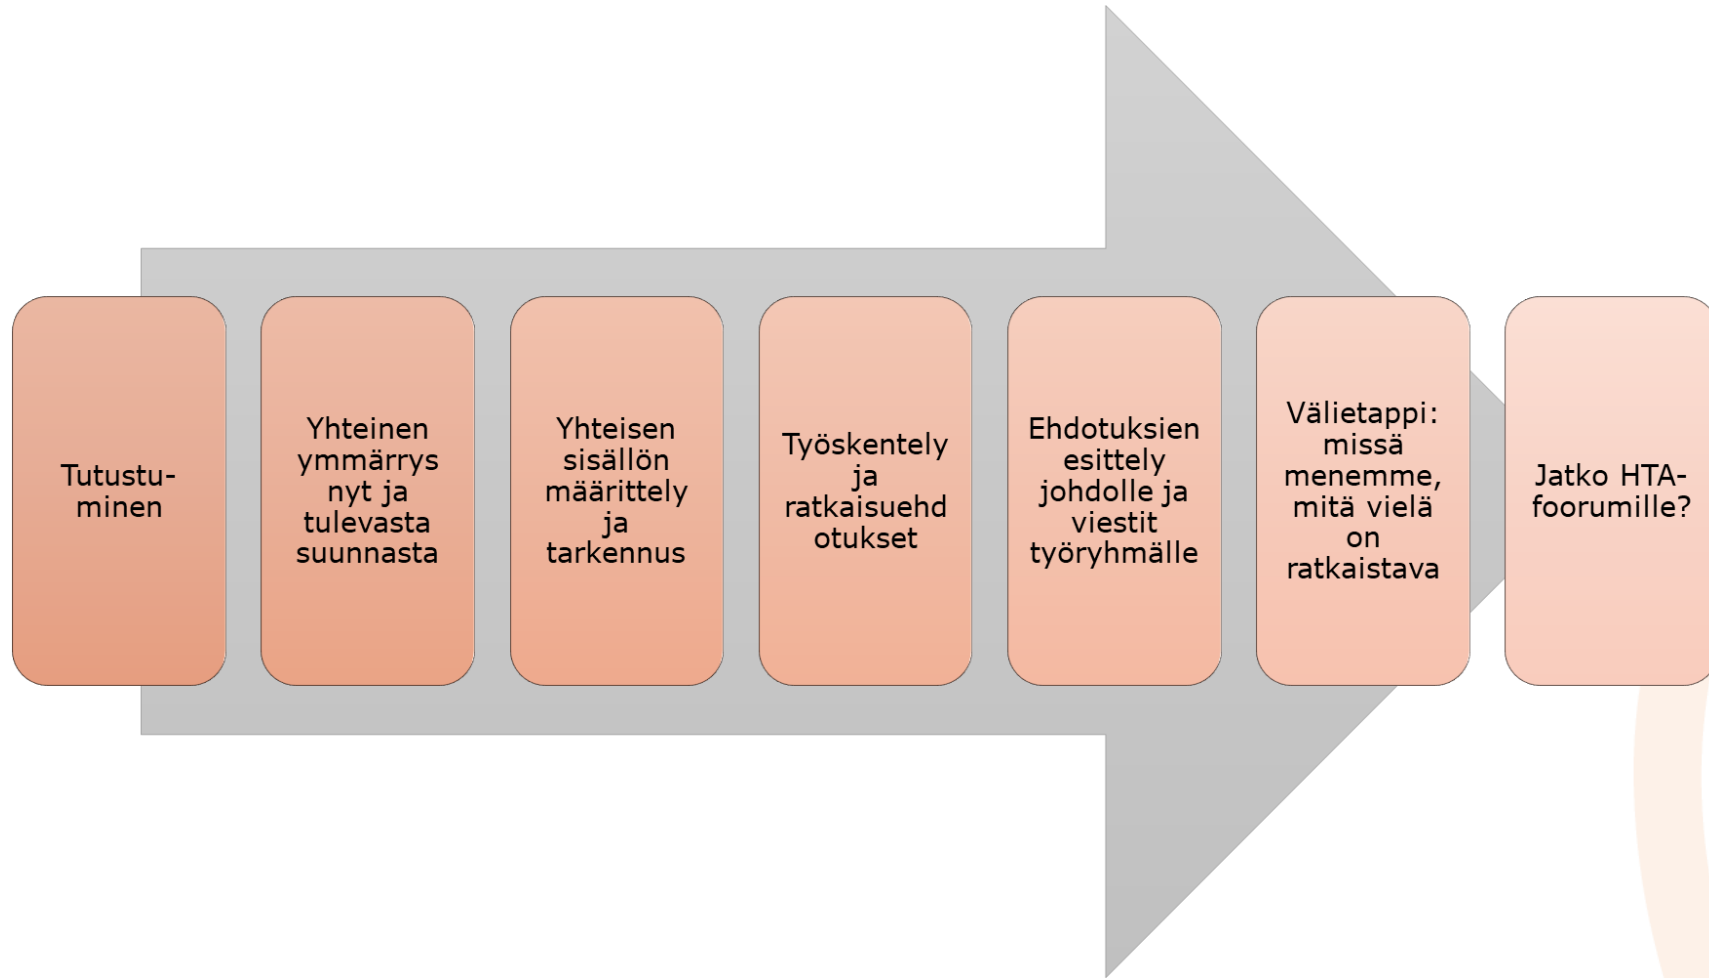 Tutustu-
minen
Yhteinen
ymmärrys
nyt ja
tulevasta
suunnasta
Yhteisen
sisällön
määrittely
ja
tarkennus
Työskentely
ja
ratkaisuehd
otukset
Ehdotuksien
esittely
johdolle ja
viestit
työryhmälle
Välietappi:
missä
menemme,
mitä vielä
on
ratkaistava
Jatko HTA-
foorumille?